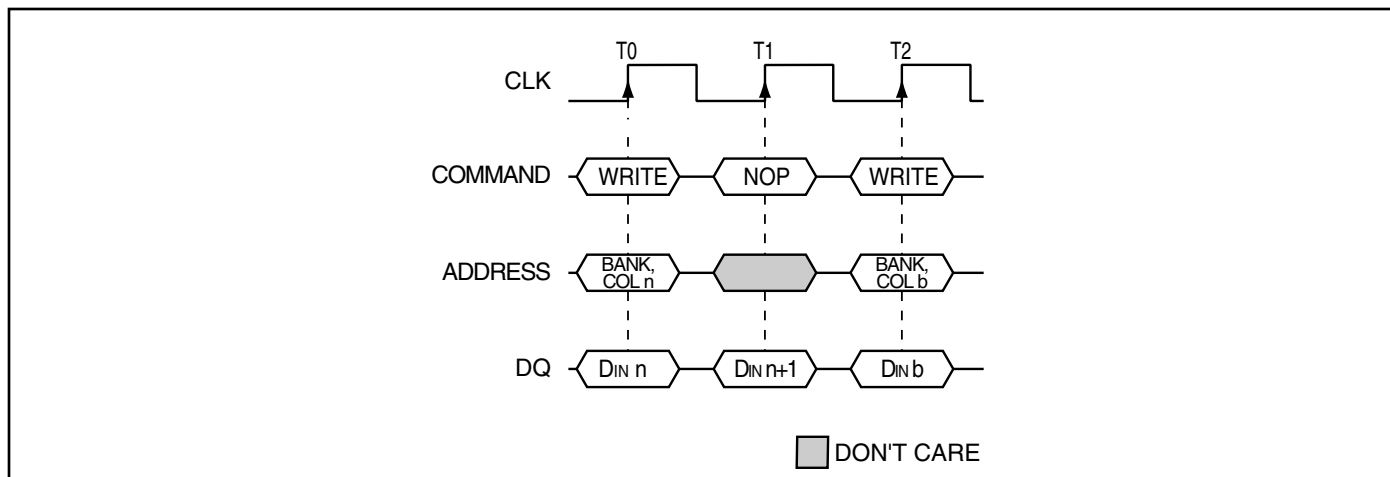 T0 T1 T2
CLK
COMMAND WRITE NOP WRITE
ADDRESS BANK, COL n BANK, COL b
DQ DIN n DIN n+1 DIN b
DON'T CARE